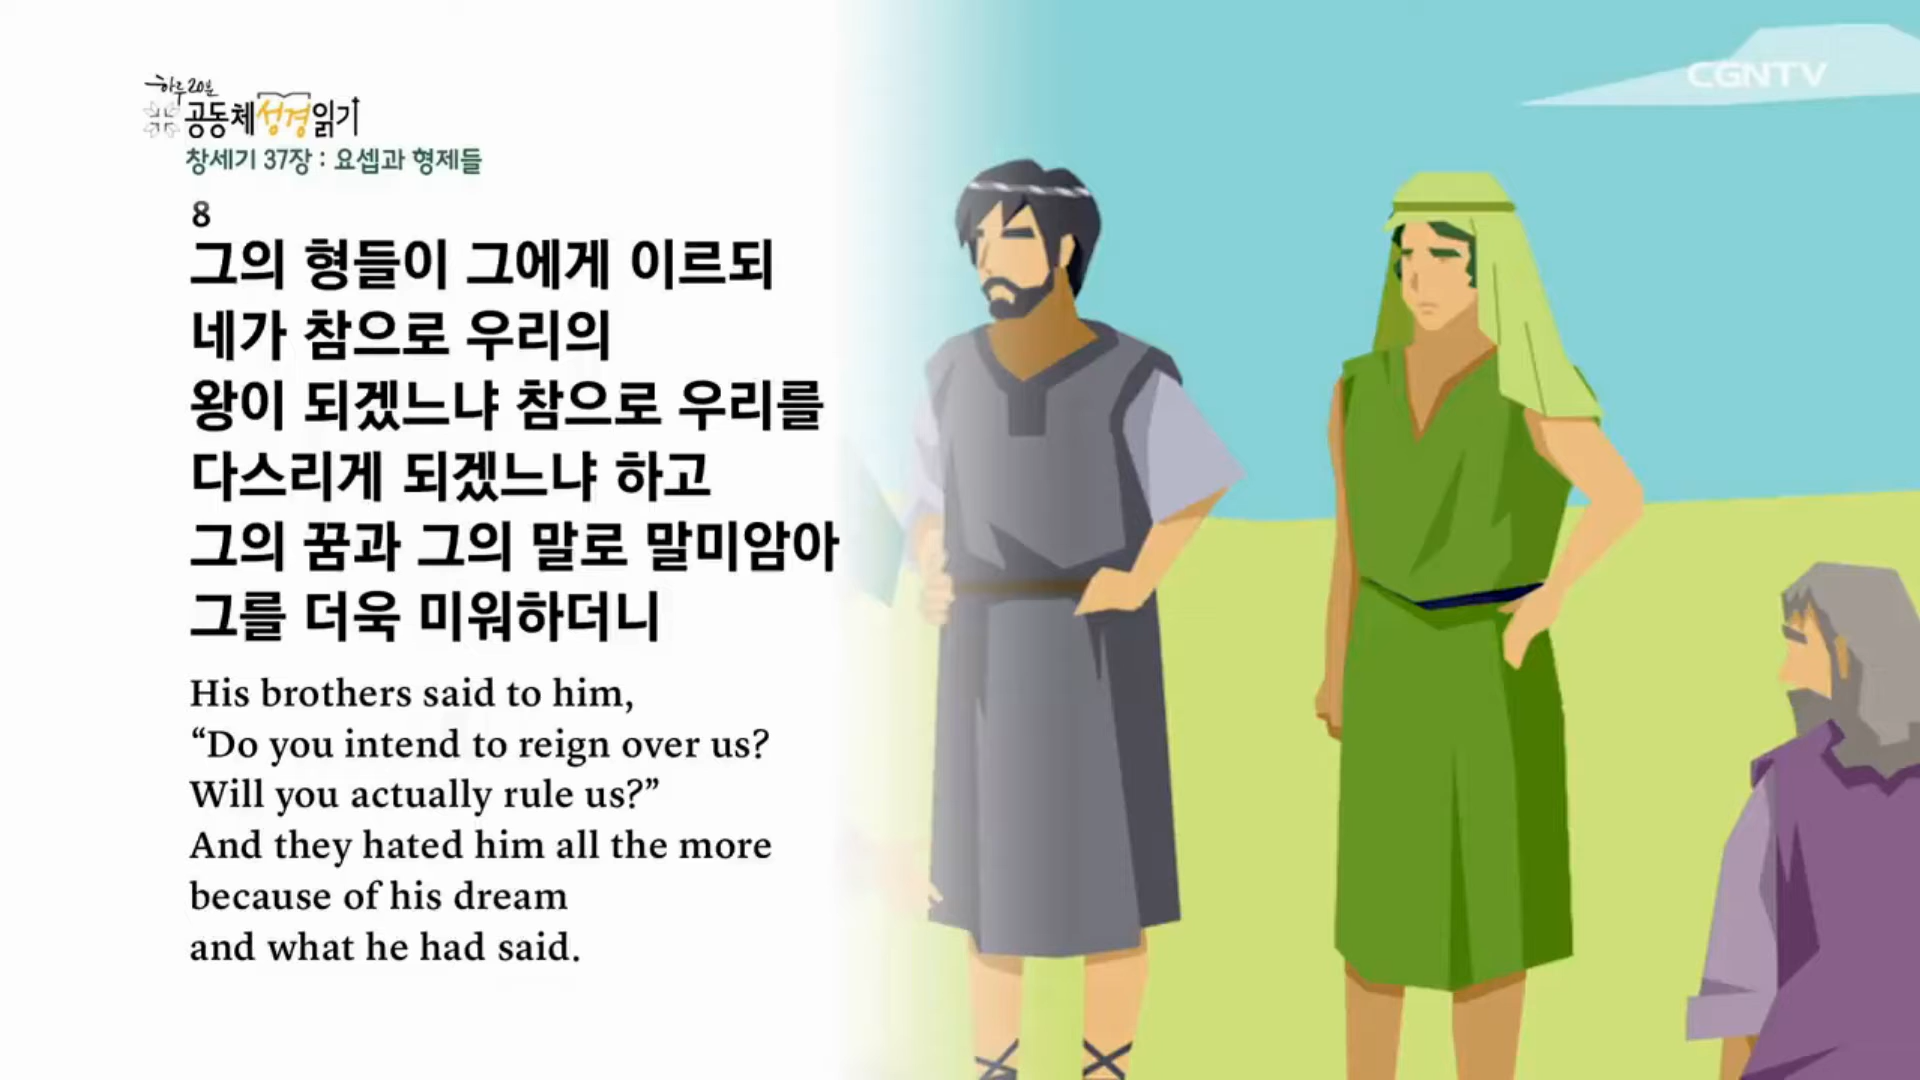 하루 20분
공동체성경읽기
창세기 37장 : 요셉과 형제들
8
그의 형들이 그에게 이르되
네가 참으로 우리의
왕이 되겠느냐 참으로 우리를
다스리게 되겠느냐 하고
그의 꿈과 그의 말로 말미암아
그를 더욱 미워하더니
His brothers said to him,
“Do you intend to reign over us?
Will you actually rule us?”
And they hated him all the more
because of his dream
and what he had said.
CGNTV